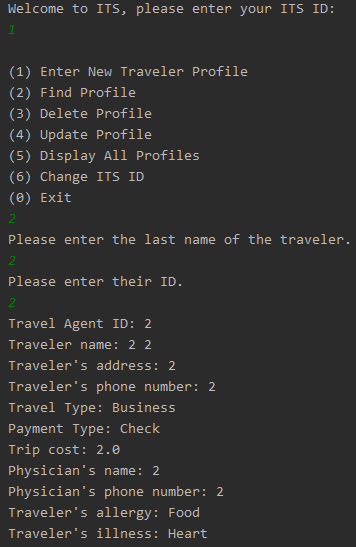 Welcome to ITS, please enter your ITS ID:
1
(1) Enter New Traveler Profile
(2) Find Profile
(3) Delete Profile
(4) Update Profile
(5) Display All Profiles
(6) Change ITS ID
(0) Exit
2
Please enter the last name of the traveler.
2
Please enter their ID.
2
Travel Agent ID: 2
Traveler name: 2 2
Traveler's address: 2
Traveler's phone number: 2
Travel Type: Business
Payment Type: Check
Trip cost: 2.0
Physician's name: 2
Physician's phone number: 2
Traveler's allergy: Food
Traveler's illness: Heart